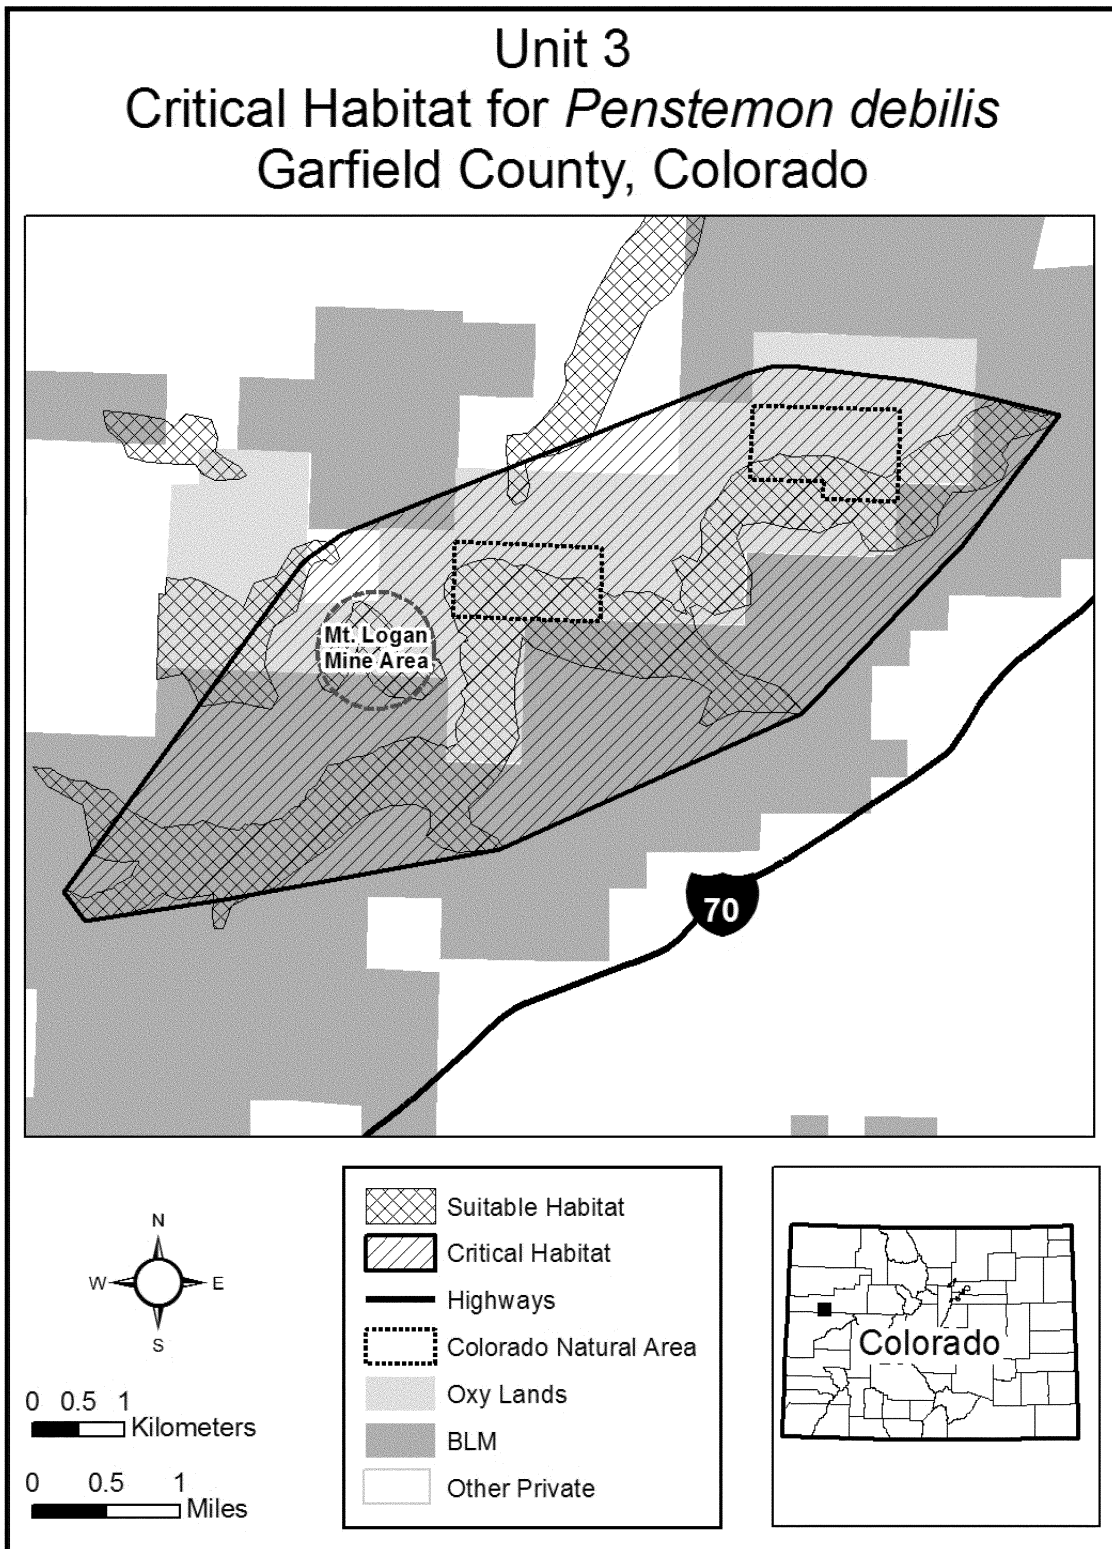 Unit 3
Critical Habitat for Penstemon debilis
Garfield County, Colorado
Mt. Logan
Mine Area
70
N
W E
S
0 0.5 1
Kilometers
0 0.5 1
Miles
Suitable Habitat
Critical Habitat
Highways
Colorado Natural Area
Oxy Lands
BLM
Other Private
Colorado